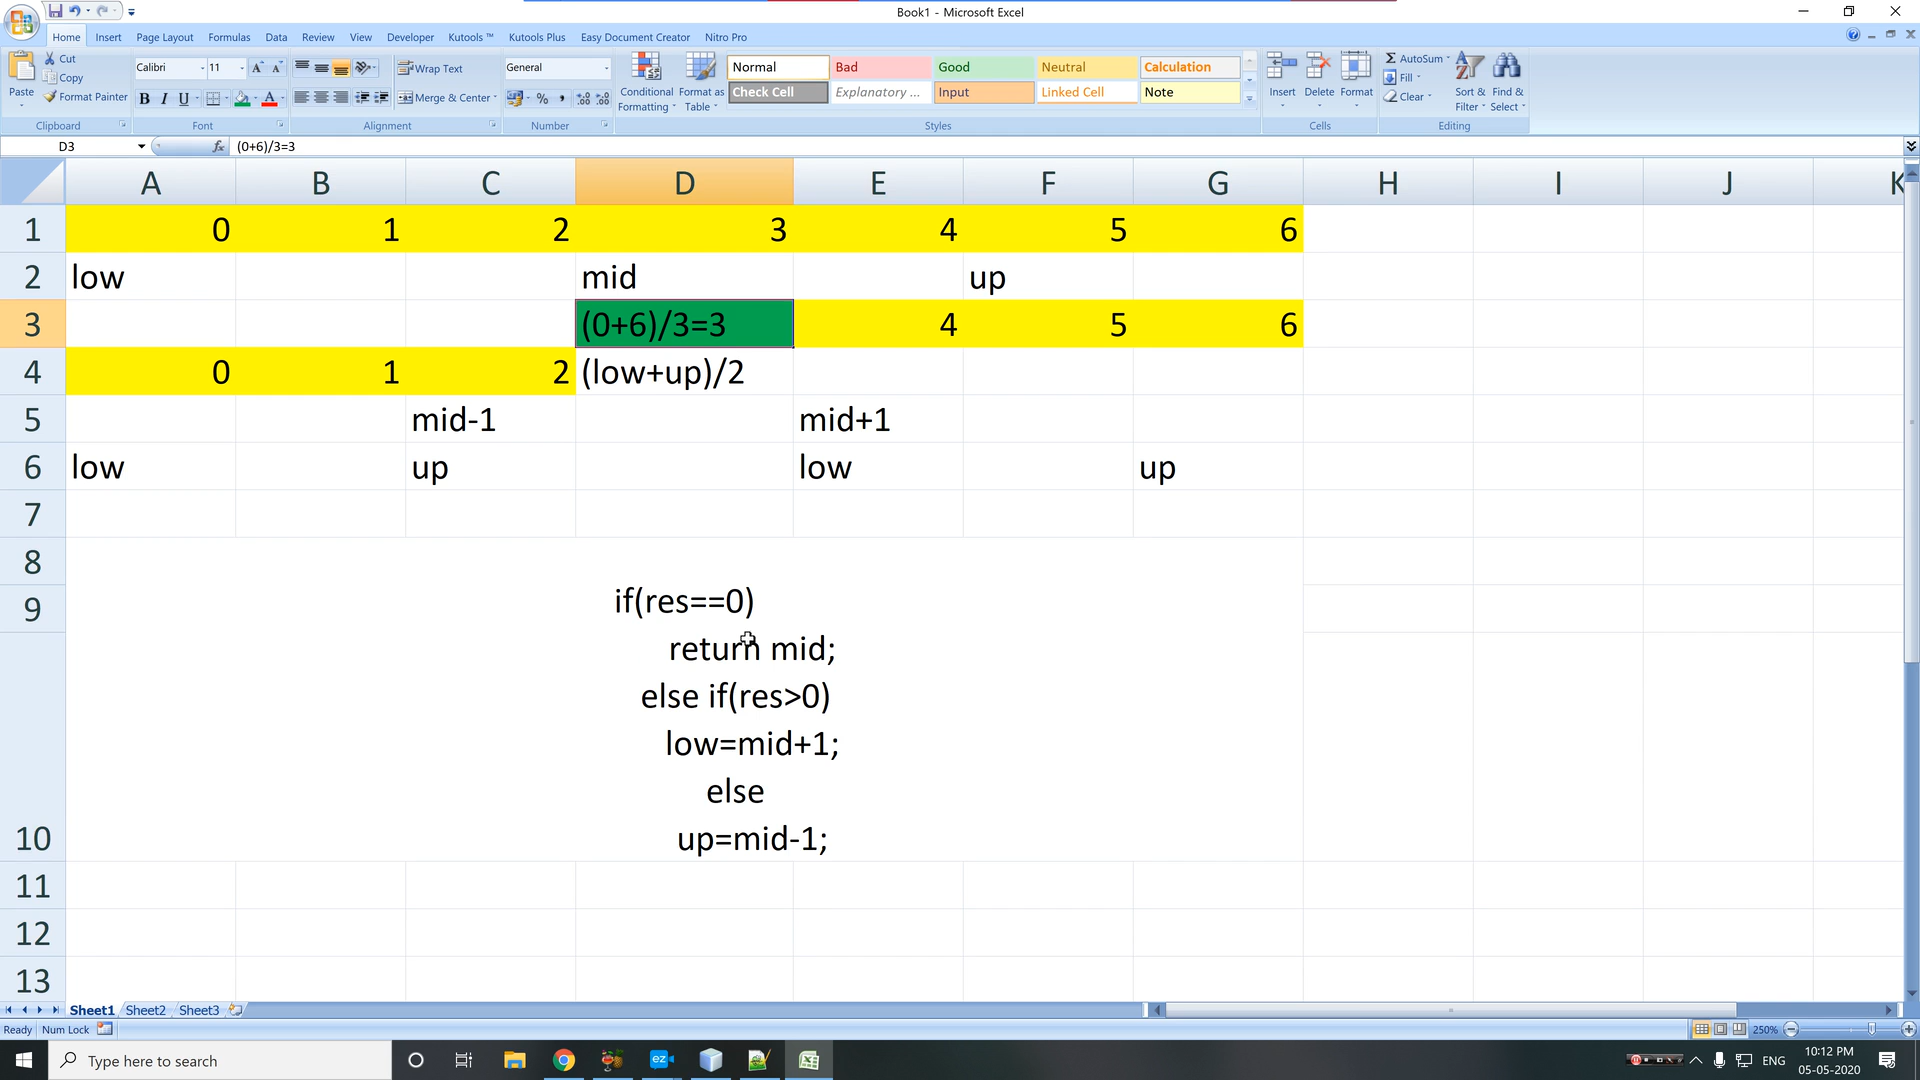 Book1 - Microsoft Excel
Home Insert Page Layout Formulas Data Review View Developer Kutools ™ Kutools Plus Easy Document Creator Nitro Pro
Paste
Cut
Copy
Format Painter
Clipboard
Calibri 11
B I U
Font
Wrap Text
Merge & Center
Alignment
General
Number
Conditional Formatting
Format as Table
Normal Bad Good Neutral Calculation
Check Cell Explanatory ... Input Linked Cell Note
Styles
Insert Delete Format
Cells
Σ AutoSum
Fill
Clear
Sort & Filter
Find & Select
Editing
D3 fx (0+6)/3=3
A B C D E F G H I J K
1 0 1 2 3 4 5 6
2 low mid up
3 (0+6)/3=3 4 5 6
4 0 1 2 (low+up)/2
5 mid-1 mid+1
6 low up low up
7
8
9 if(res==0)
return mid;
else if(res>0)
low=mid+1;
else
10 up=mid-1;
11
12
13
Sheet1 Sheet2 Sheet3
Ready Num Lock 250%
Type here to search
ENG
10:12 PM
05-05-2020